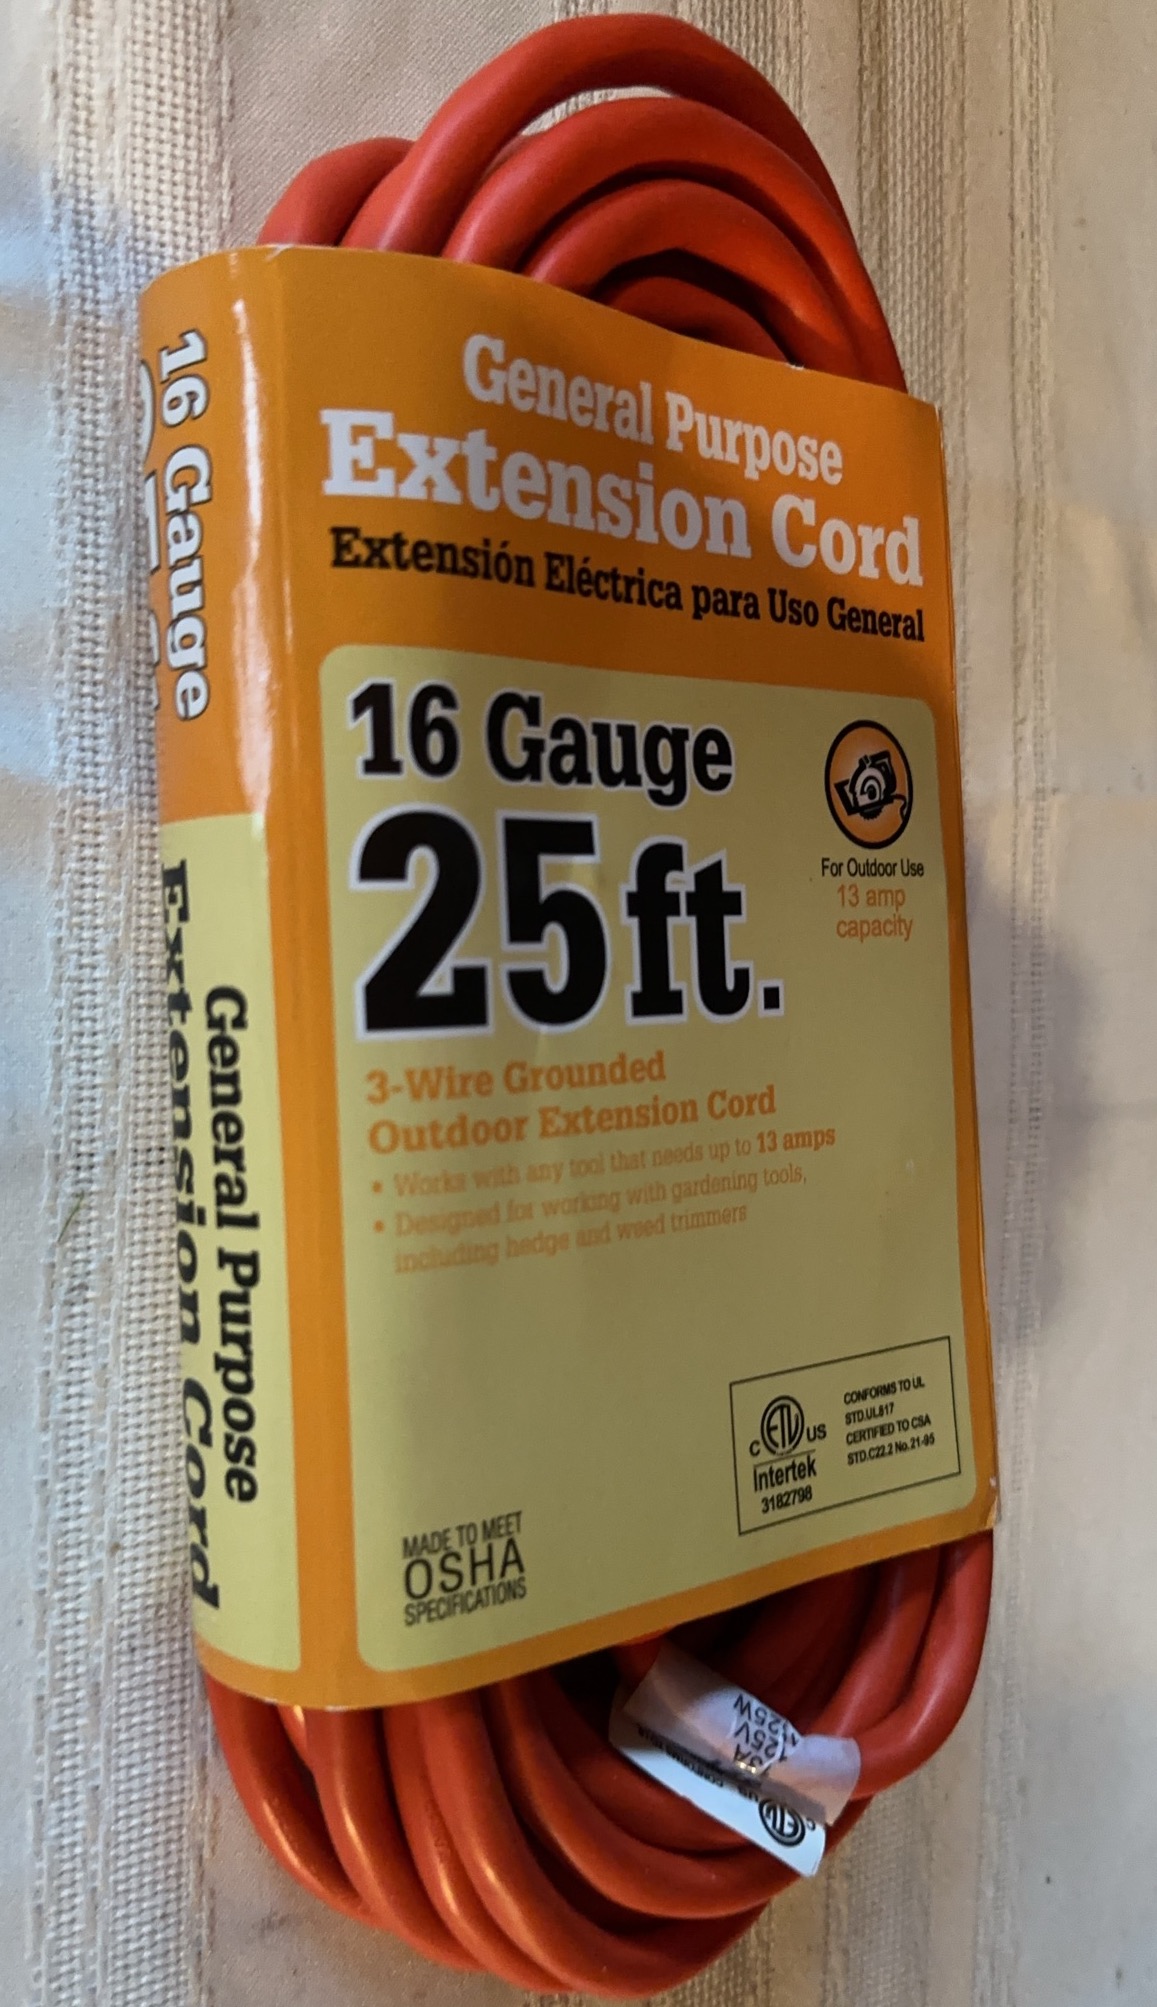 General Purpose
Extension Cord
Extensión Eléctrica para Uso General
16 Gauge
25 ft.
For Outdoor Use
13 amp
capacity
3-Wire Grounded
Outdoor Extension Cord
• Works with any tool that needs up to 13 amps
• Designed for working with gardening tools,
including hedge and weed trimmers
C ETL US
Intertek
3182798
CONFORMS TO UL
STD.UL817
CERTIFIED TO CSA
STD.C22.2 No.21-95
MADE TO MEET
OSHA
SPECIFICATIONS
16 Gauge
General Purpose
Extension Cord
125V
ETL